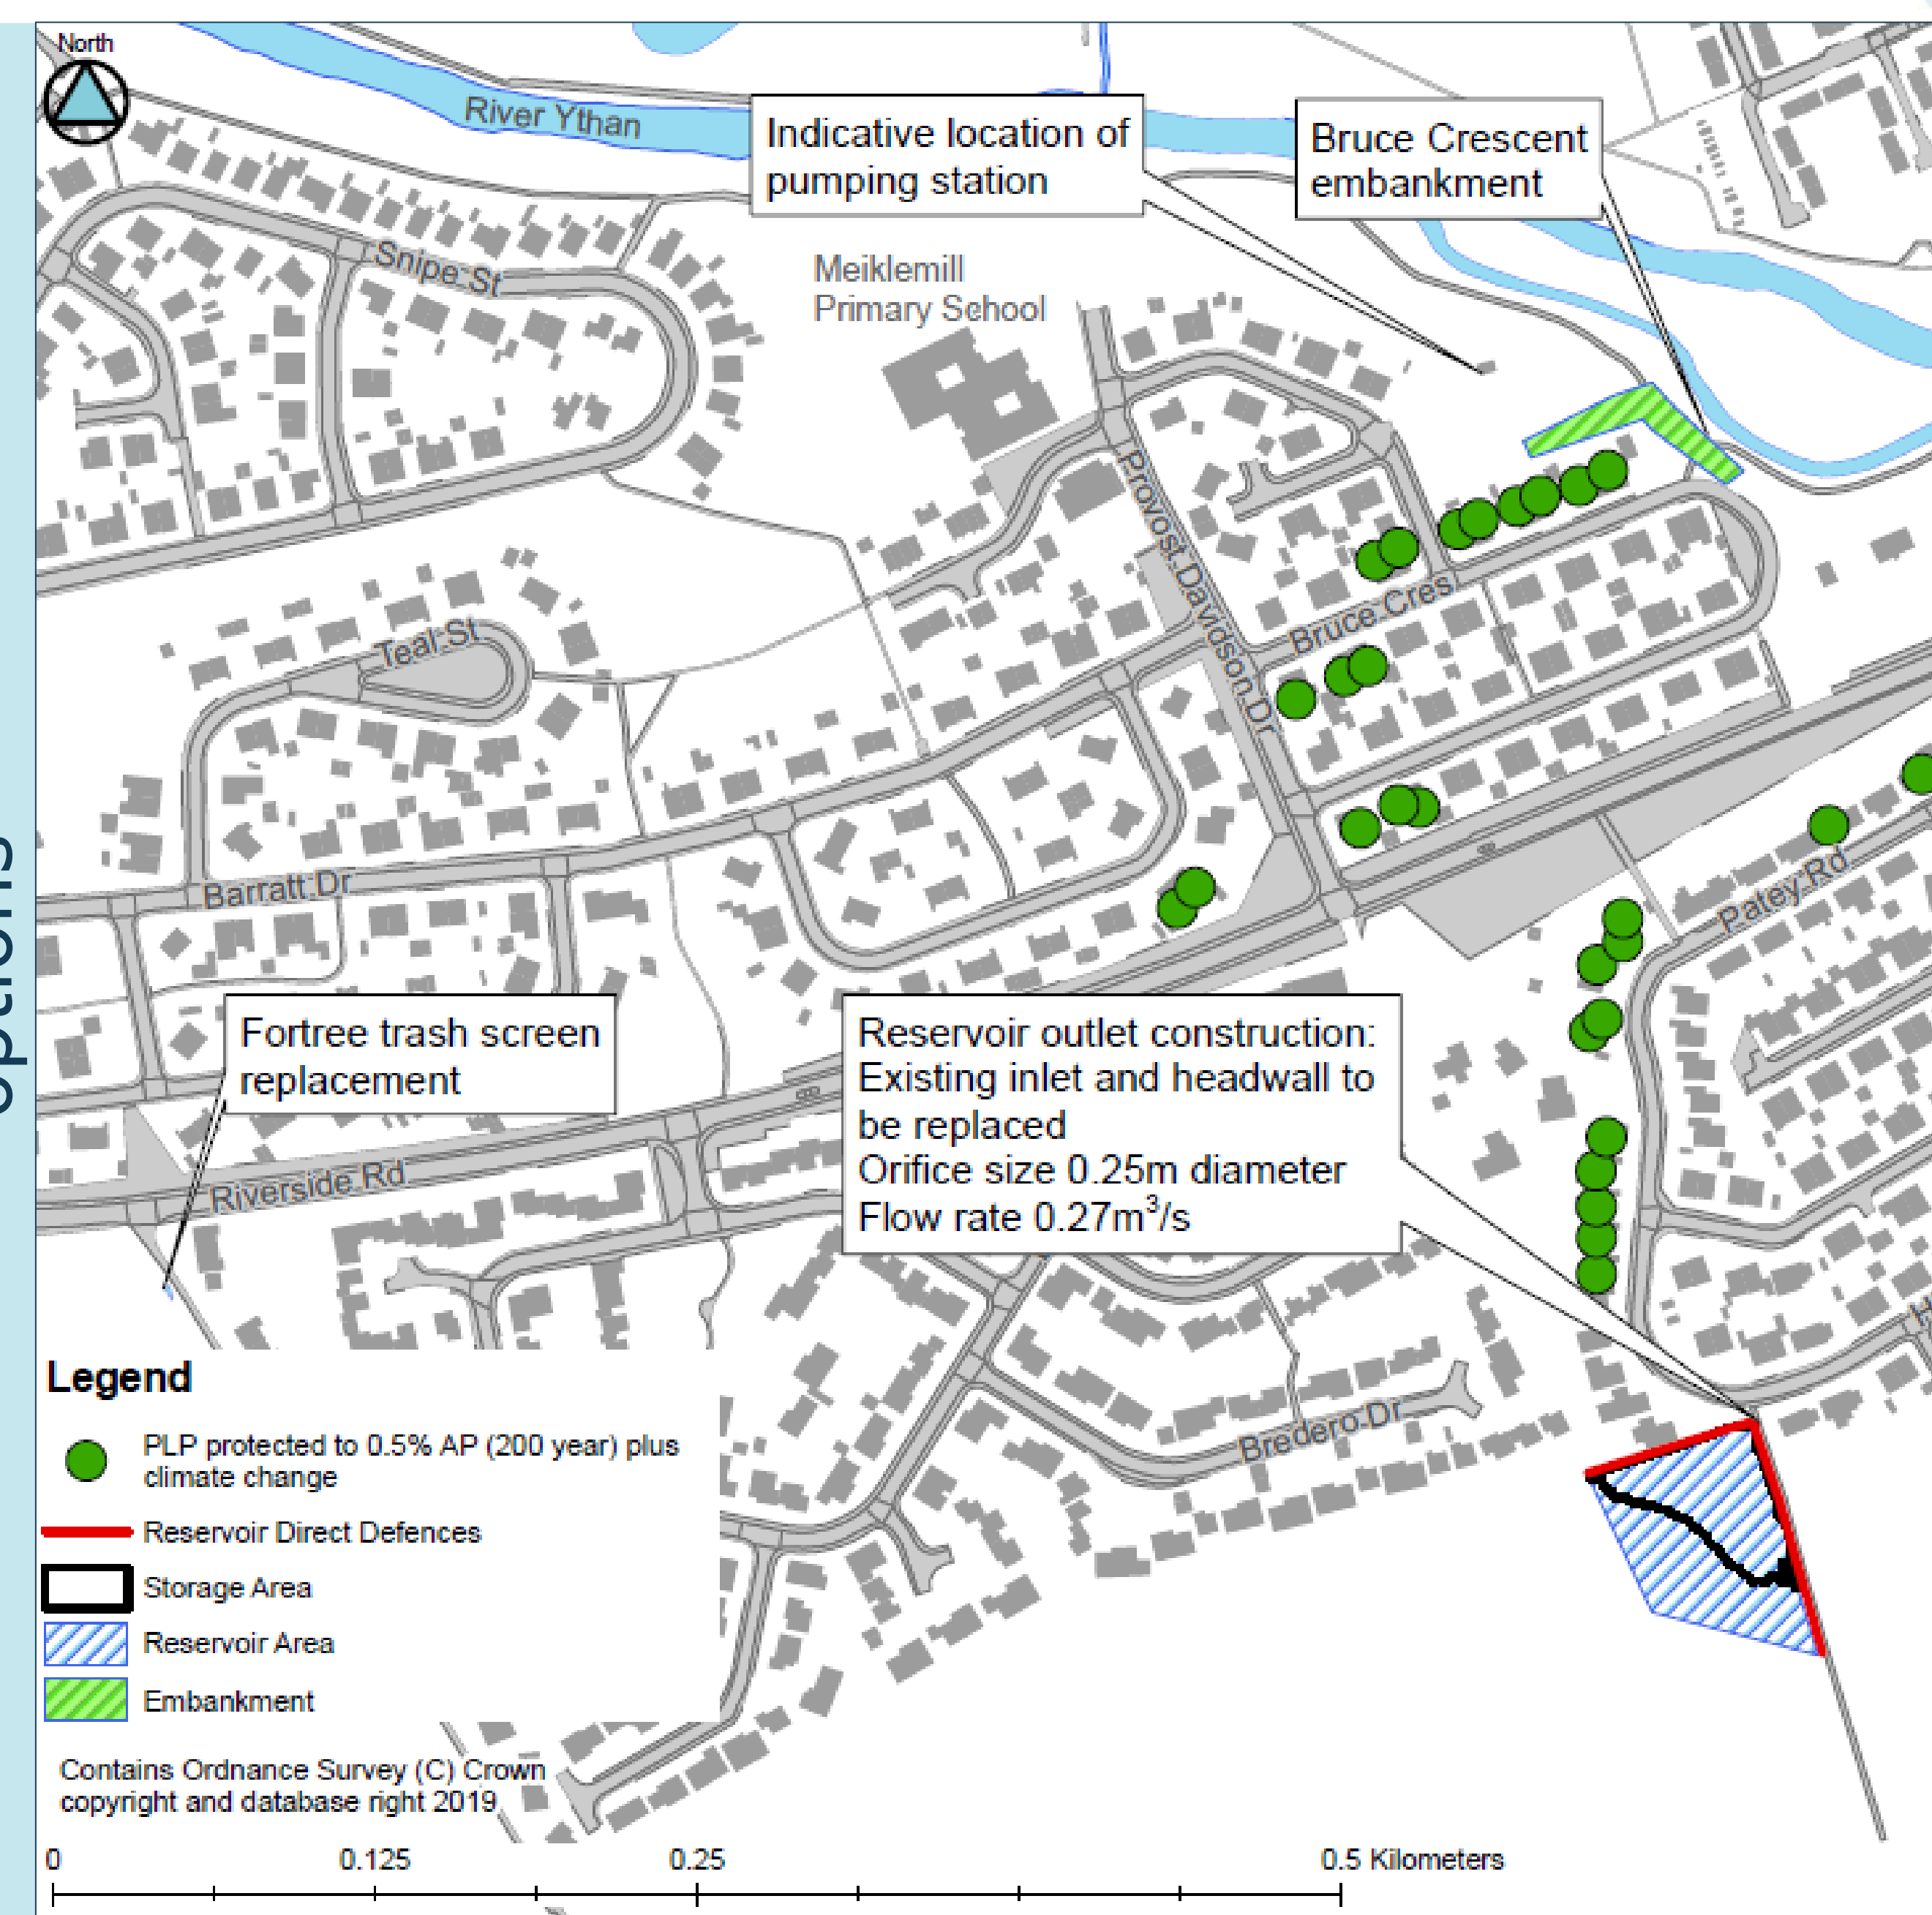 North
River Ythan
Indicative location of
pumping station
Bruce Crescent
embankment
Snipe St
Meiklemill
Primary School
Provost Davidson Dr
Bruce Cres
Teal St
Barratt Dr
Patey Rd
Fortree trash screen
replacement
Reservoir outlet construction:
Existing inlet and headwall to
be replaced
Orifice size 0.25m diameter
Flow rate 0.27m³/s
Riverside Rd
Bredero Dr
Legend
PLP protected to 0.5% AP (200 year) plus
climate change
Reservoir Direct Defences
Storage Area
Reservoir Area
Embankment
Contains Ordnance Survey (C) Crown
copyright and database right 2019
0 0.125 0.25 0.5 Kilometers